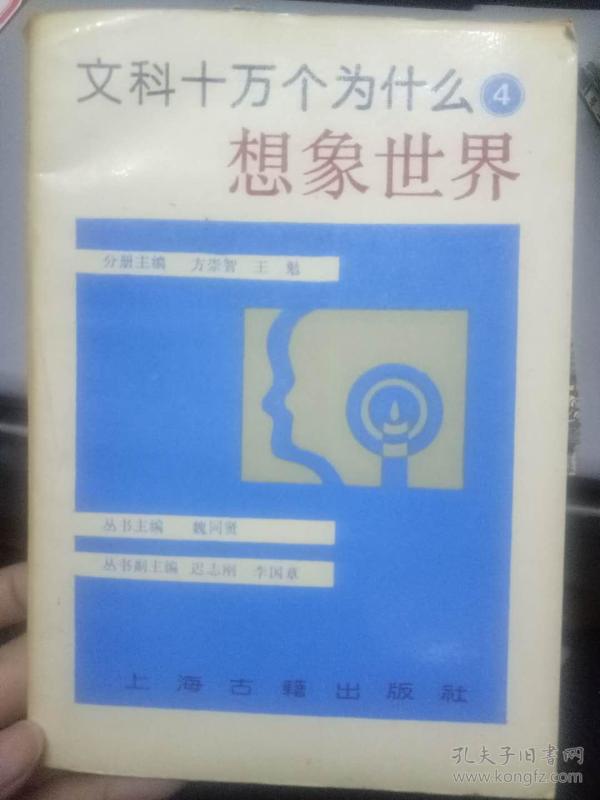 文科十万个为什么 4
想象世界
分册主编 方崇智 王勉
丛书主编 魏同贤
丛书副主编 迟志刚 李国章
上海古籍出版社
孔夫子旧书网
www.kongfz.com